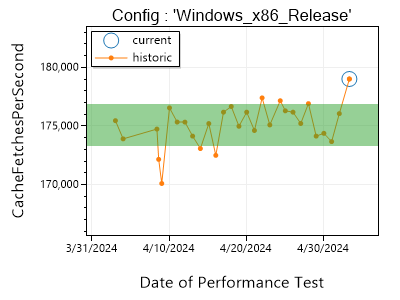 Config : 'Windows_x86_Release'
current
historic
CacheFetchesPerSecond
180,000
175,000
170,000
3/31/2024
4/10/2024
4/20/2024
4/30/2024
Date of Performance Test